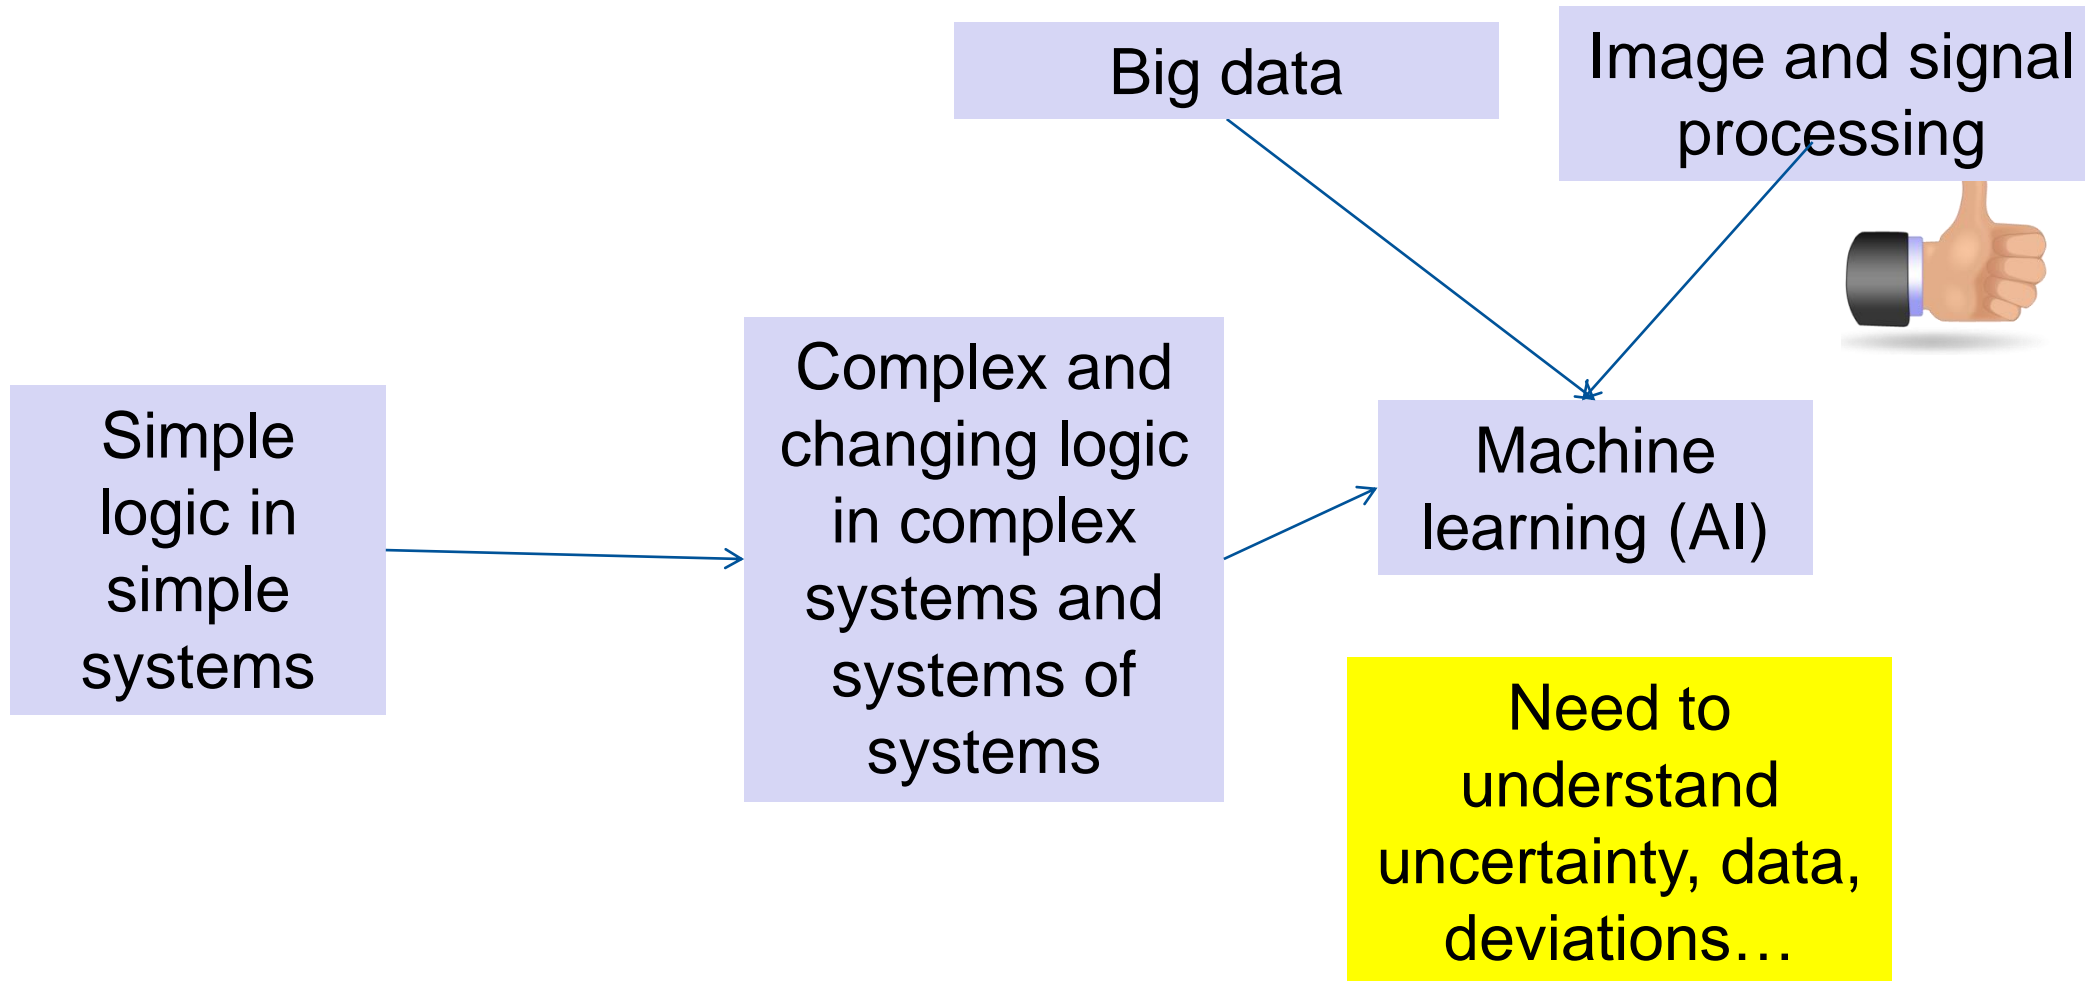 Big data
Image and signal
processing
Simple
logic in
simple
systems
Complex and
changing logic
in complex
systems and
systems of
systems
Machine
learning (AI)
Need to
understand
uncertainty, data,
deviations…